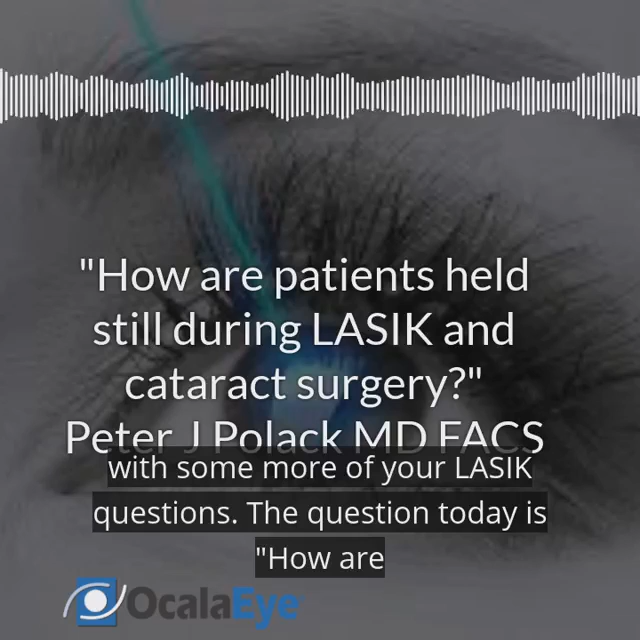 "How are patients held
still during LASIK and
cataract surgery?"
Peter J Polack MD FACS
with some more of your LASIK
questions. The question today is
"How are
OcalaEye